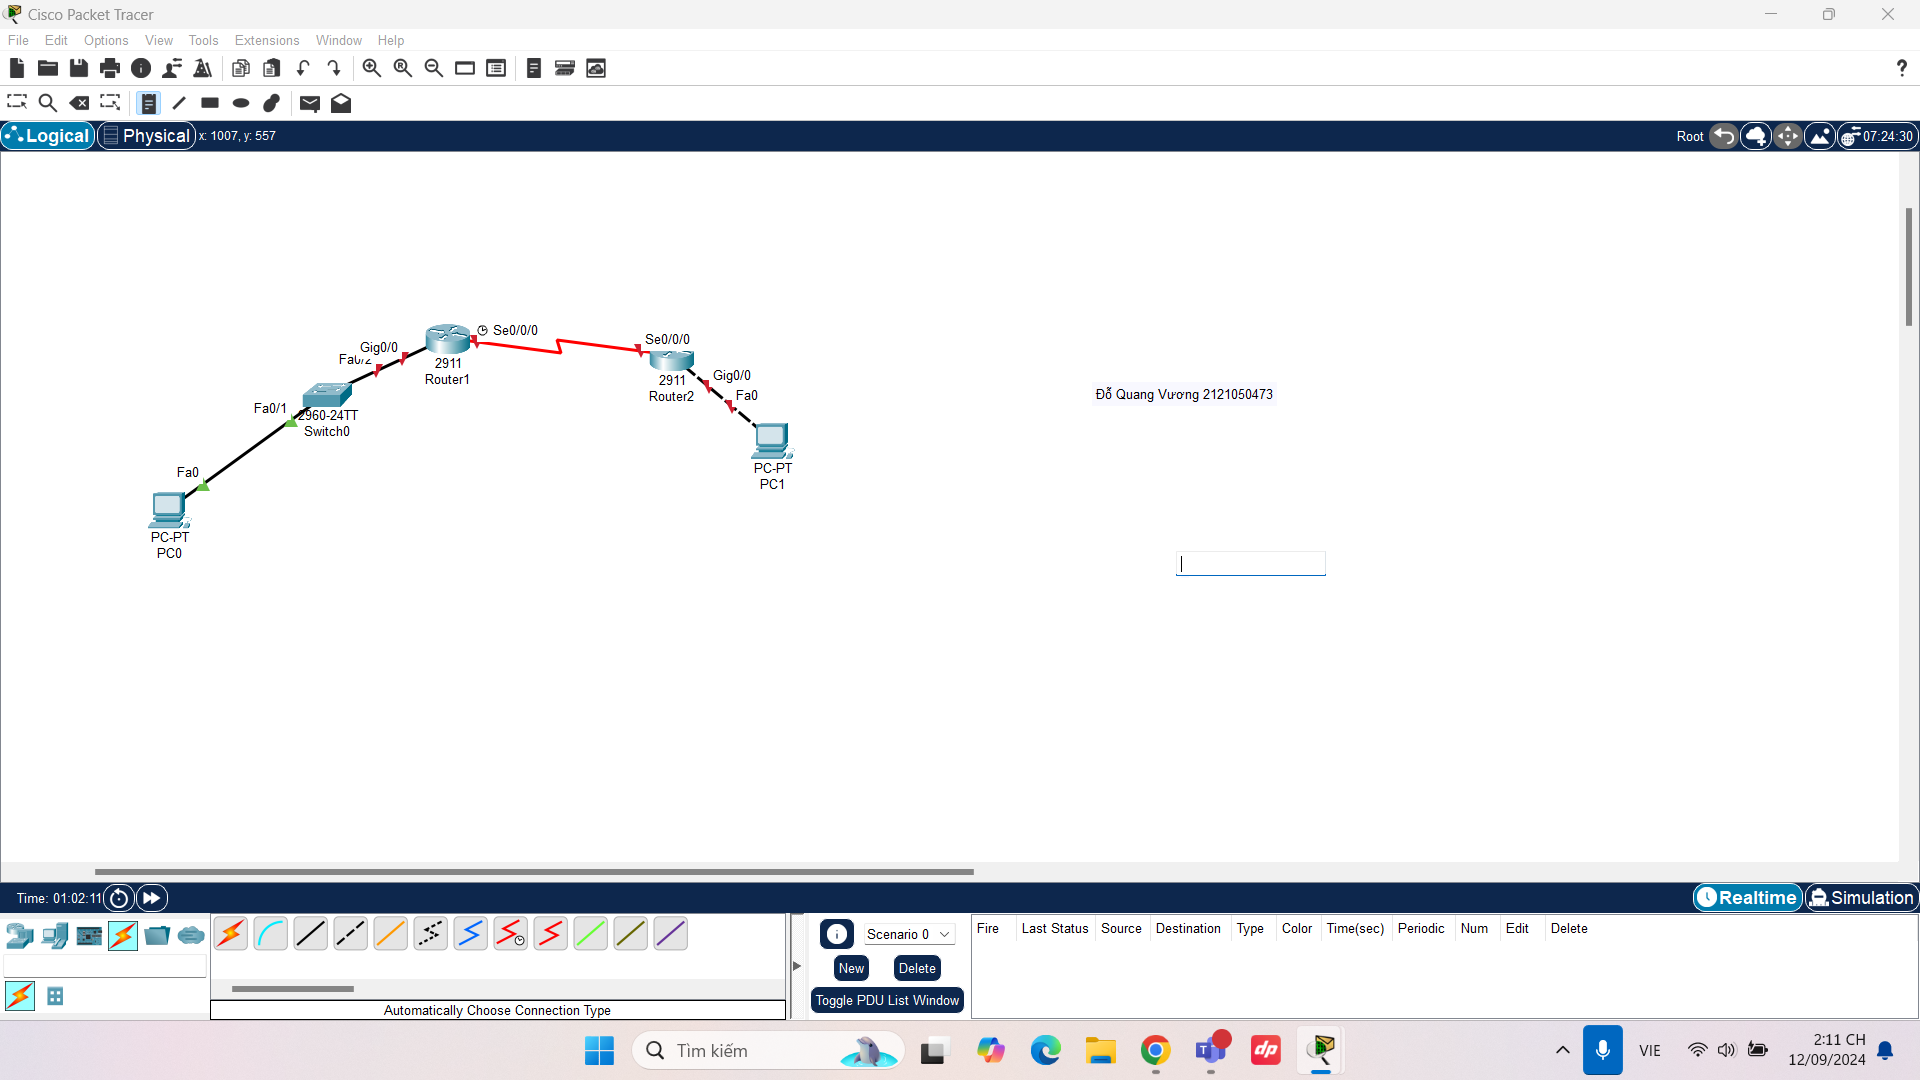 Cisco Packet Tracer
File Edit Options View Tools Extensions Window Help
?
Logical Physical x: 1007, y: 557
Root 07:24:30
Se0/0/0
Se0/0/0
Gig0/0
Fa0/2
2911
Router1
2911
Router2
Gig0/0
Fa0
Đỗ Quang Vương 2121050473
Fa0/1
2960-24TT
Switch0
Fa0
PC-PT
PC1
PC-PT
PC0
Time: 01:02:11
Realtime Simulation
Scenario 0
New Delete
Toggle PDU List Window
Fire Last Status Source Destination Type Color Time(sec) Periodic Num Edit Delete
Automatically Choose Connection Type
Tìm kiếm
dp
VIE
2:11 CH
12/09/2024